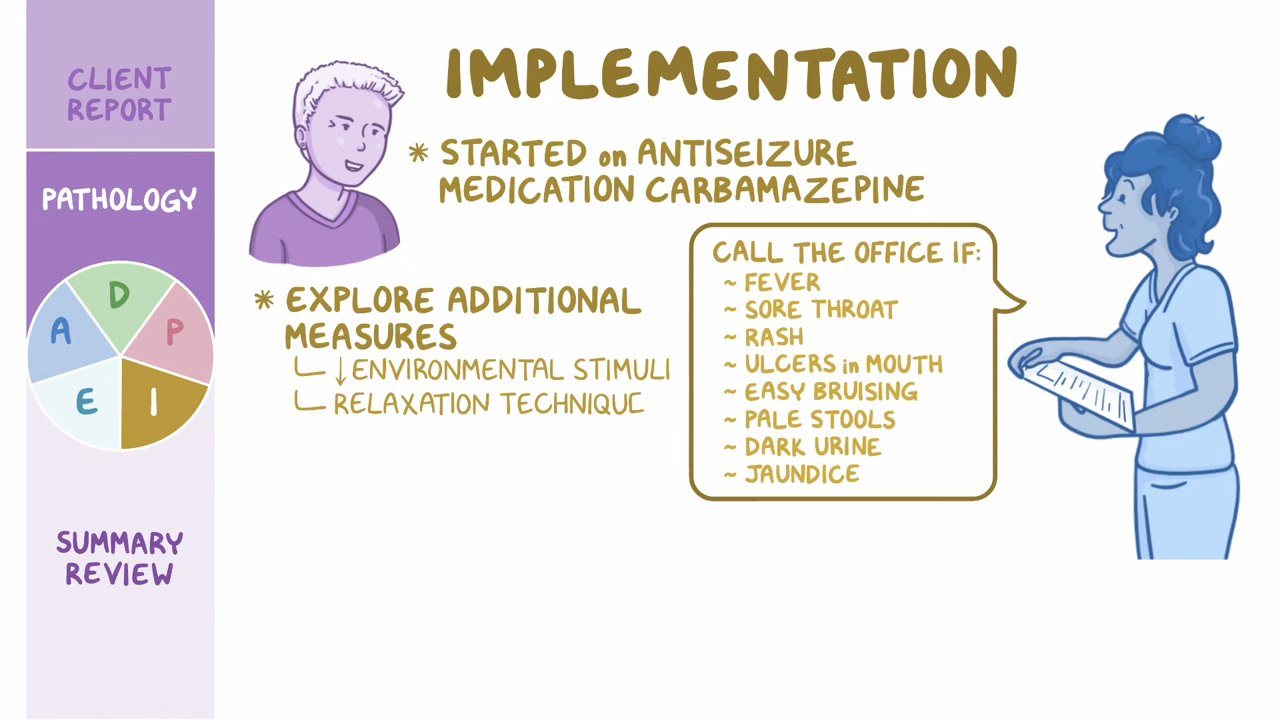 CLIENT
REPORT
PATHOLOGY
D
A
P
E
I
SUMMARY
REVIEW
IMPLEMENTATION
* STARTED on ANTISEIZURE
MEDICATION CARBAMAZEPINE
* EXPLORE ADDITIONAL
MEASURES
↓ ENVIRONMENTAL STIMULI
RELAXATION TECHNIQUE
CALL THE OFFICE IF:
~ FEVER
~ SORE THROAT
~ RASH
~ ULCERS in MOUTH
~ EASY BRUISING
~ PALE STOOLS
~ DARK URINE
~ JAUNDICE